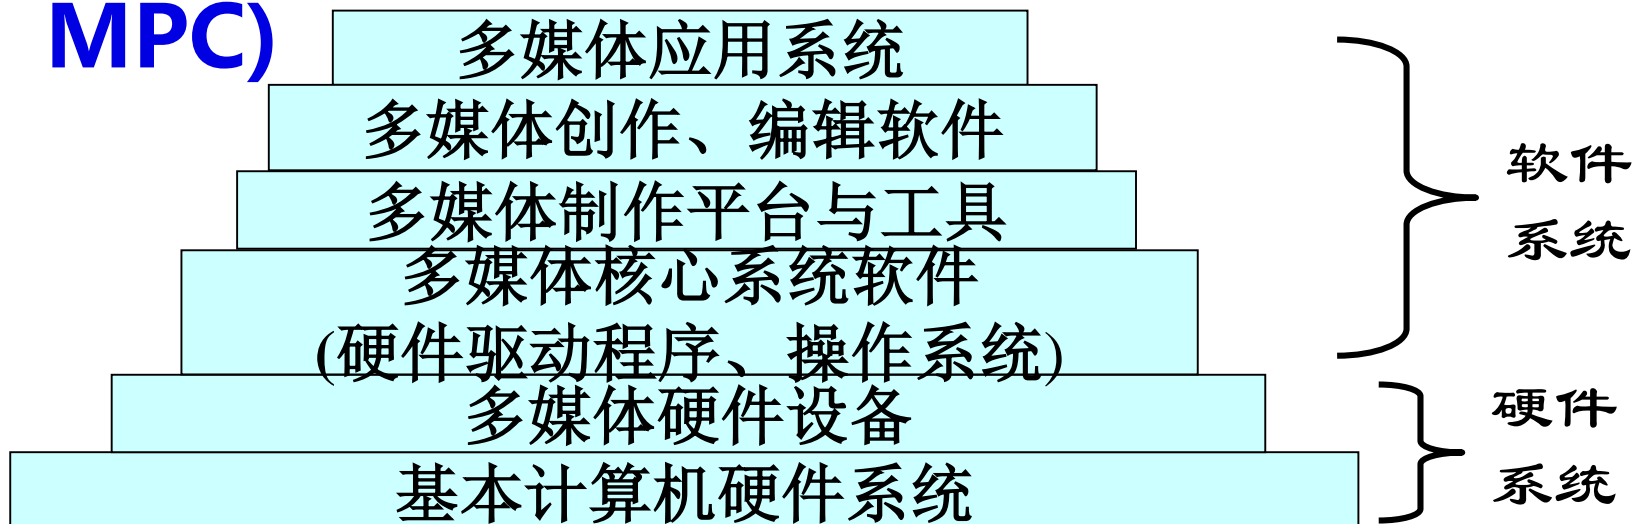 MPC)
多媒体应用系统
多媒体创作、编辑软件
多媒体制作平台与工具
多媒体核心系统软件
(硬件驱动程序、操作系统)
多媒体硬件设备
基本计算机硬件系统
软件
系统
硬件
系统